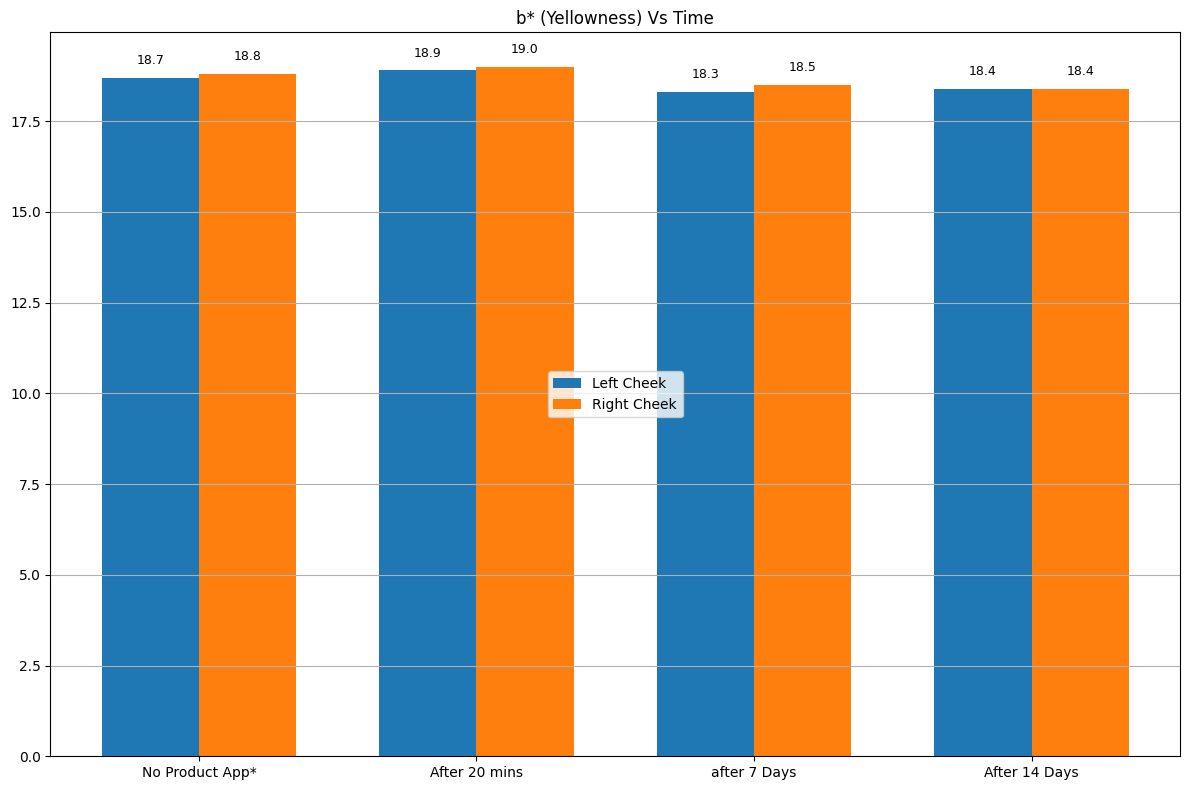 b* (Yellowness) Vs Time
18.7
18.8
18.9
19.0
18.3
18.5
18.4
18.4
17.5
15.0
12.5
10.0
7.5
5.0
2.5
0.0
Left Cheek
Right Cheek
No Product App*
After 20 mins
after 7 Days
After 14 Days